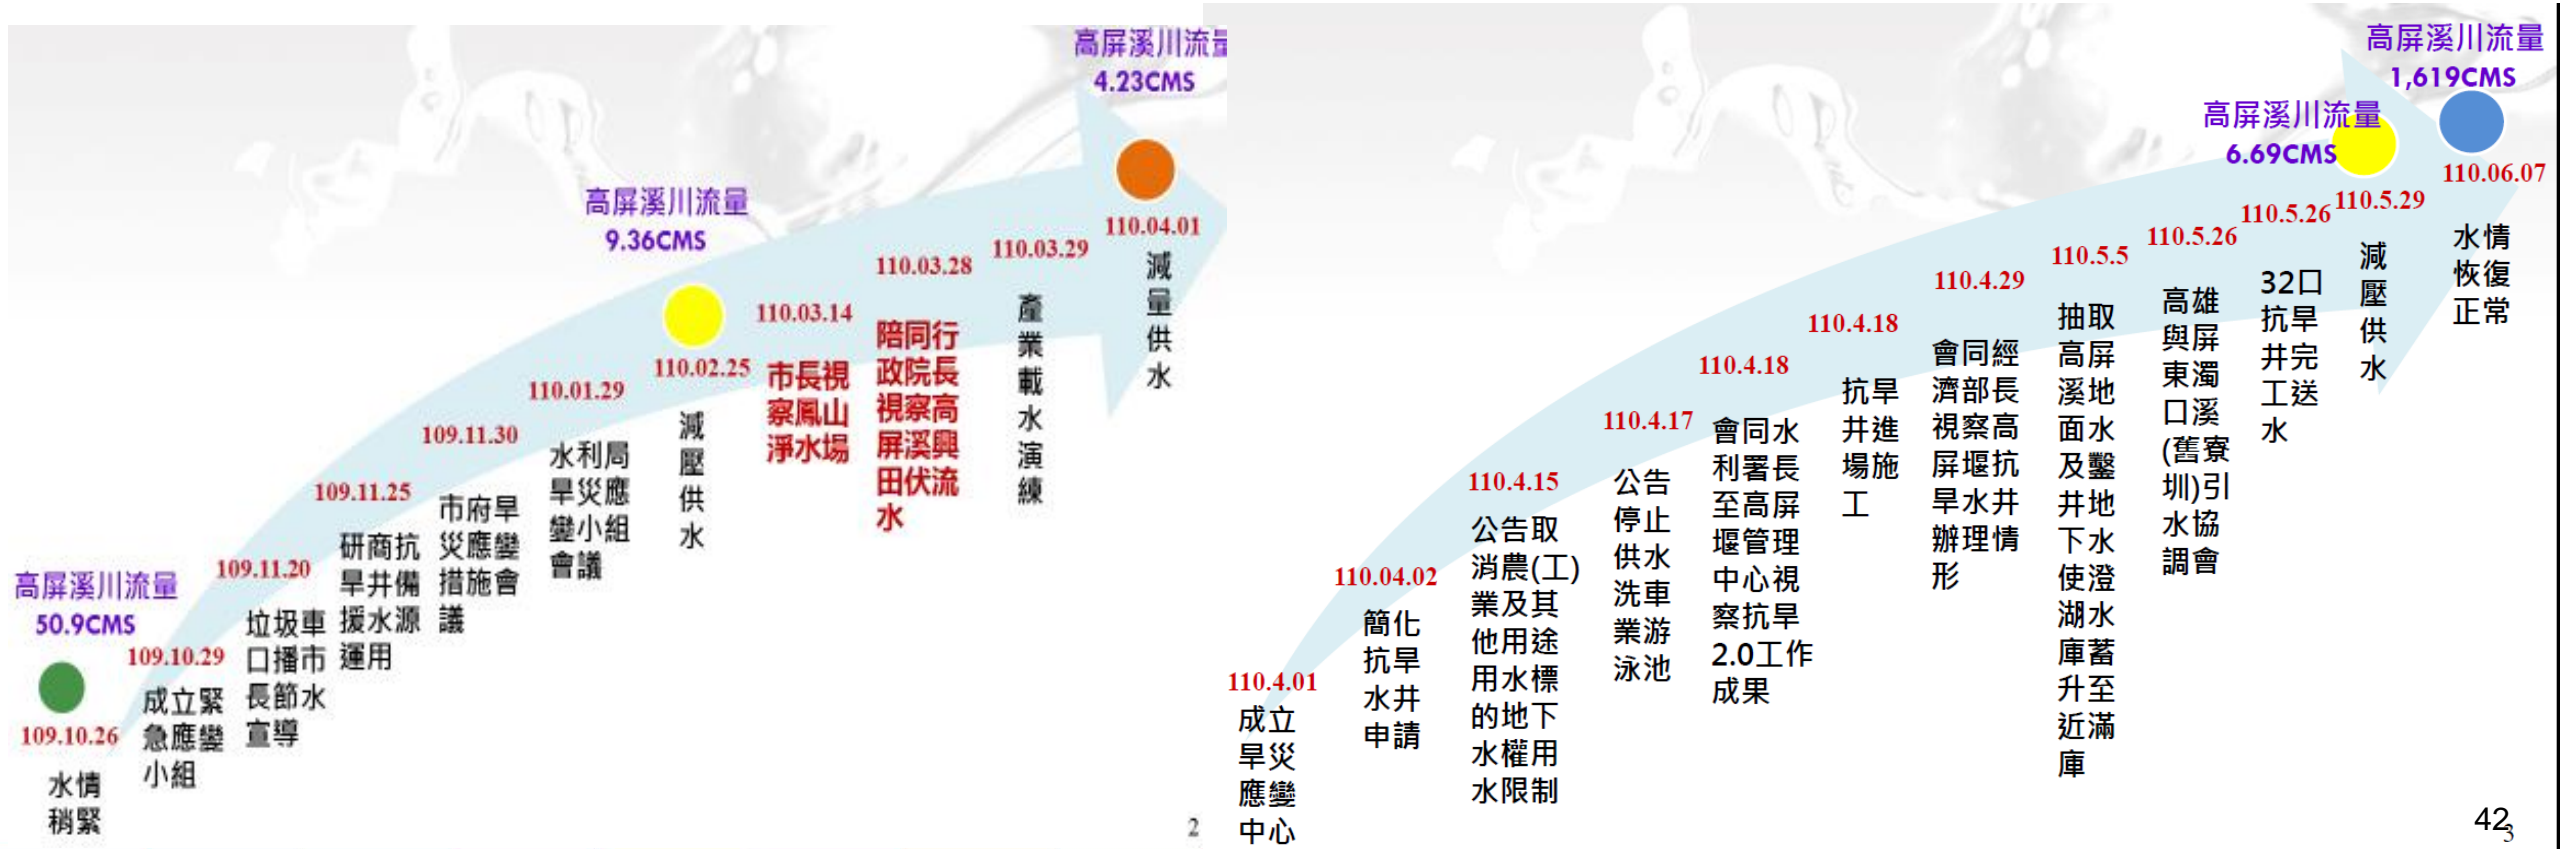 高屏溪川流量
50.9CMS
109.10.26
水情
稍緊
109.10.29
成立緊
急應變
小組
109.11.20
垃圾車
口播市
長節水
宣導
109.11.25
研商抗
旱井備
援水源
運用
109.11.30
市府旱
災應變
措施會
議
110.01.29
水利局
旱災應
變小組
會議
高屏溪川流量
9.36CMS
110.02.25
減
壓
供
水
110.03.14
市長視
察鳳山
淨水場
110.03.28
陪同行
政院長
視察高
屏溪興
田伏流
水
110.03.29
產
業
載
水
演
練
高屏溪川流量
4.23CMS
110.04.01
減
量
供
水
2
110.4.01
成立
旱災
應變
中心
110.04.02
簡化
抗旱
水井
申請
110.4.15
公告取
消農(工)
業及其
他用途
用水標
的地下
水權用
水限制
110.4.17
公告
停止
供水
洗車
業游
泳池
110.4.18
會同水
利署長
至高屏
堰管理
中心視
察抗旱
2.0工作
成果
110.4.18
抗旱
井進
場施
工
110.4.29
會同經
濟部長
視察高
屏堰抗
旱水井
辦理情
形
110.5.5
抽取
高屏
溪地
面水
及鑿
井地
下水
使澄
湖水
庫蓄
升至
近滿
庫
110.5.26
高雄
與屏
東濁
口溪
(舊寮
圳)引
水協
調會
110.5.26
32口
抗旱
井完
工送
水
高屏溪川流量
6.69CMS
110.5.29
減
壓
供
水
高屏溪川流量
1,619CMS
110.06.07
水情
恢復
正常
42
3